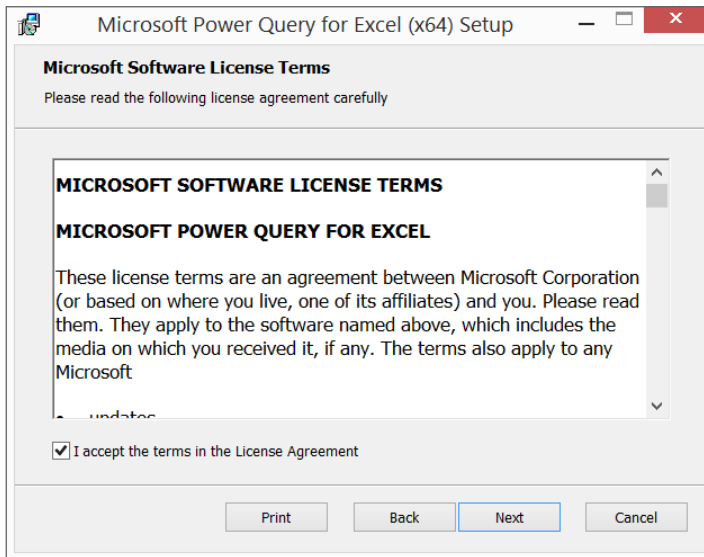 Microsoft Power Query for Excel (x64) Setup
Microsoft Software License Terms
Please read the following license agreement carefully
MICROSOFT SOFTWARE LICENSE TERMS
MICROSOFT POWER QUERY FOR EXCEL
These license terms are an agreement between Microsoft Corporation
(or based on where you live, one of its affiliates) and you. Please read
them. They apply to the software named above, which includes the
media on which you received it, if any. The terms also apply to any
Microsoft
• updates
I accept the terms in the License Agreement
Print Back Next Cancel